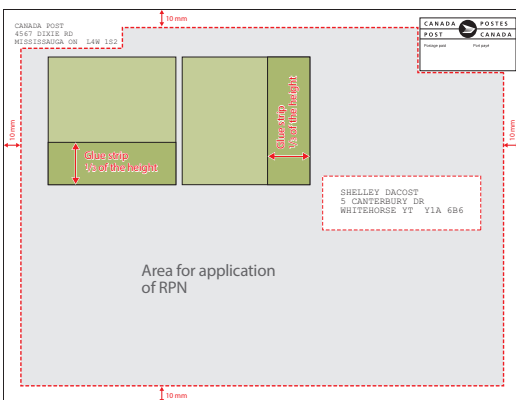 10 mm
CANADA POST
4567 DIXIE RD
MISSISSAUGA ON L4W 1S2
CANADA POSTES
POST CANADA
Postage paid Port payé
10 mm
10 mm
Glue strip
⅓ of the height
Glue strip
⅓ of the height
SHELLEY DACOST
5 CANTERBURY DR
WHITEHORSE YT Y1A 6B6
Area for application
of RPN
10 mm